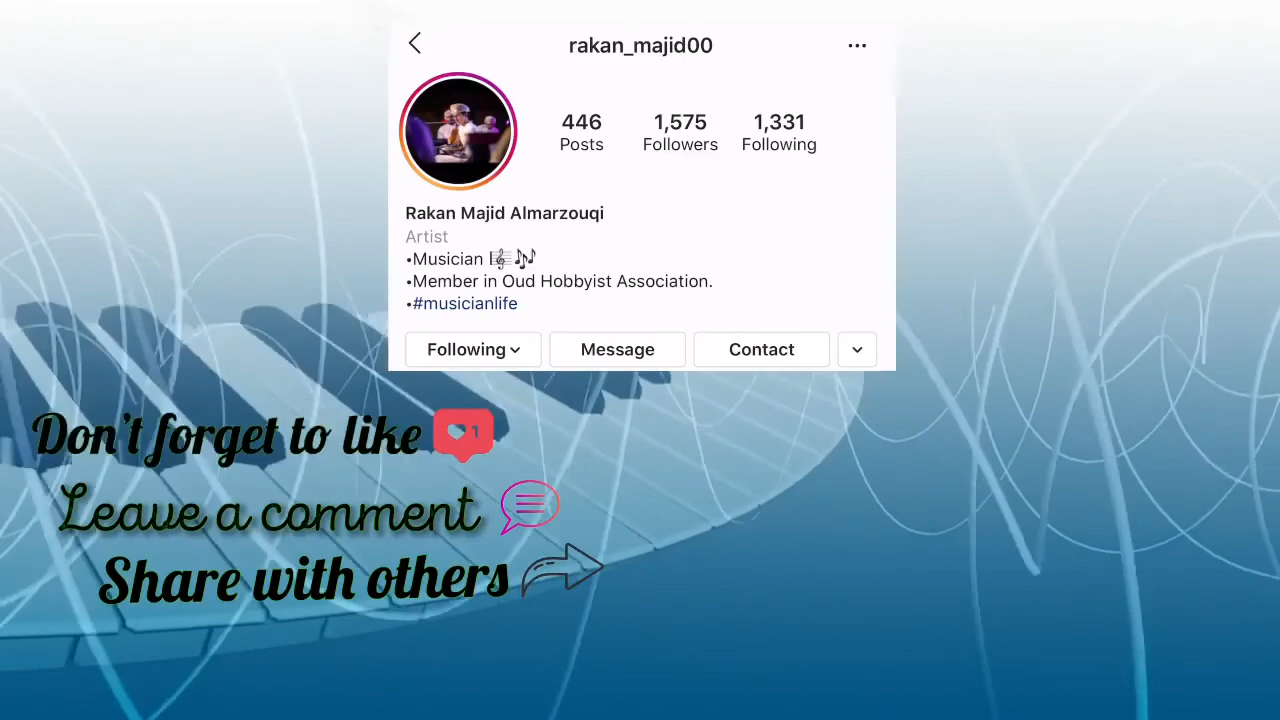 rakan_majid00
446 1,575 1,331
Posts Followers Following
Rakan Majid Almarzouqi
Artist
•Musician 🎼🎶
•Member in Oud Hobbyist Association.
•#musicianlife
Following Message Contact
Don't forget to like 1
Leave a comment
Share with others